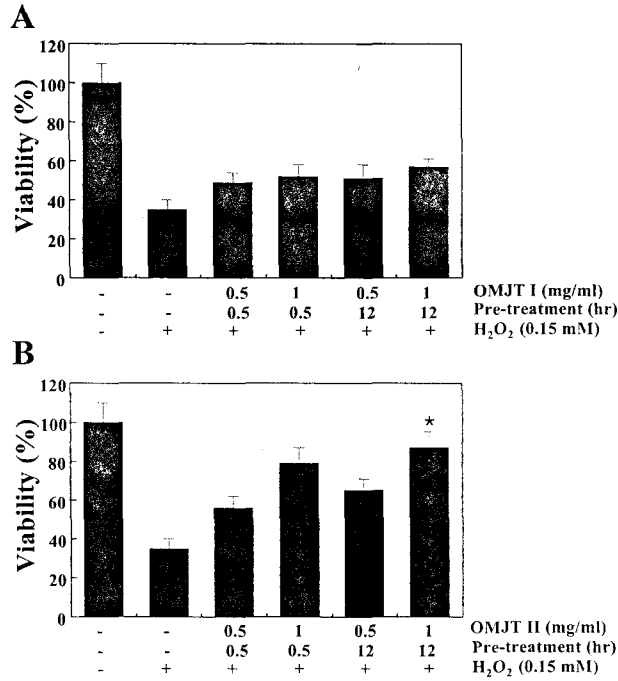 A
120
100
80
60
40
20
0
Viability (%)
- - 0.5 1 0.5 1 OMJT I (mg/ml)
- - 0.5 0.5 12 12 Pre-treatment (hr)
- + + + + + H₂O₂ (0.15 mM)
B
120
100
80
60
40
20
0
Viability (%)
*
- - 0.5 1 0.5 1 OMJT II (mg/ml)
- - 0.5 0.5 12 12 Pre-treatment (hr)
- + + + + + H₂O₂ (0.15 mM)